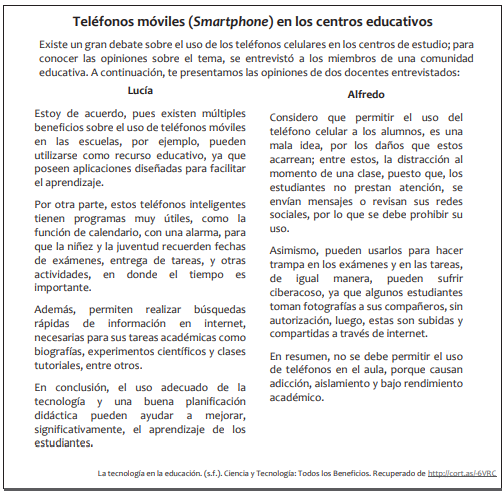 Teléfonos móviles (Smartphone) en los centros educativos
Existe un gran debate sobre el uso de los teléfonos celulares en los centros de estudio; para
conocer las opiniones sobre el tema, se entrevistó a los miembros de una comunidad
educativa. A continuación, te presentamos las opiniones de dos docentes entrevistados:
Lucía
Estoy de acuerdo, pues existen múltiples
beneficios sobre el uso de teléfonos móviles
en las escuelas, por ejemplo, pueden
utilizarse como recurso educativo, ya que
poseen aplicaciones diseñadas para facilitar
el aprendizaje.
Por otra parte, estos teléfonos inteligentes
tienen programas muy útiles, como la
función de calendario, con una alarma, para
que la niñez y la juventud recuerden fechas
de exámenes, entrega de tareas, y otras
actividades, en donde el tiempo es
importante.
Además, permiten realizar búsquedas
rápidas de información en internet,
necesarias para sus tareas académicas como
biografías, experimentos científicos y clases
tutoriales, entre otros.
En conclusión, el uso adecuado de la
tecnología y una buena planificación
didáctica pueden ayudar a mejorar,
significativamente, el aprendizaje de los
estudiantes.
Alfredo
Considero que permitir el uso del
teléfono celular a los alumnos, es una
mala idea, por los daños que estos
acarrean; entre estos, la distracción al
momento de una clase, puesto que, los
estudiantes no prestan atención, se
envían mensajes o revisan sus redes
sociales, por lo que se debe prohibir su
uso.
Asimismo, pueden usarlos para hacer
trampa en los exámenes y en las tareas,
de igual manera, pueden sufrir
ciberacoso, ya que algunos estudiantes
toman fotografías a sus compañeros, sin
autorización, luego, estas son subidas y
compartidas a través de internet.
En resumen, no se debe permitir el uso
de teléfonos en el aula, porque causan
adicción, aislamiento y bajo rendimiento
académico.
La tecnología en la educación. (s.f.). Ciencia y Tecnología: Todos los Beneficios. Recuperado de http://cort.as/-6VRC